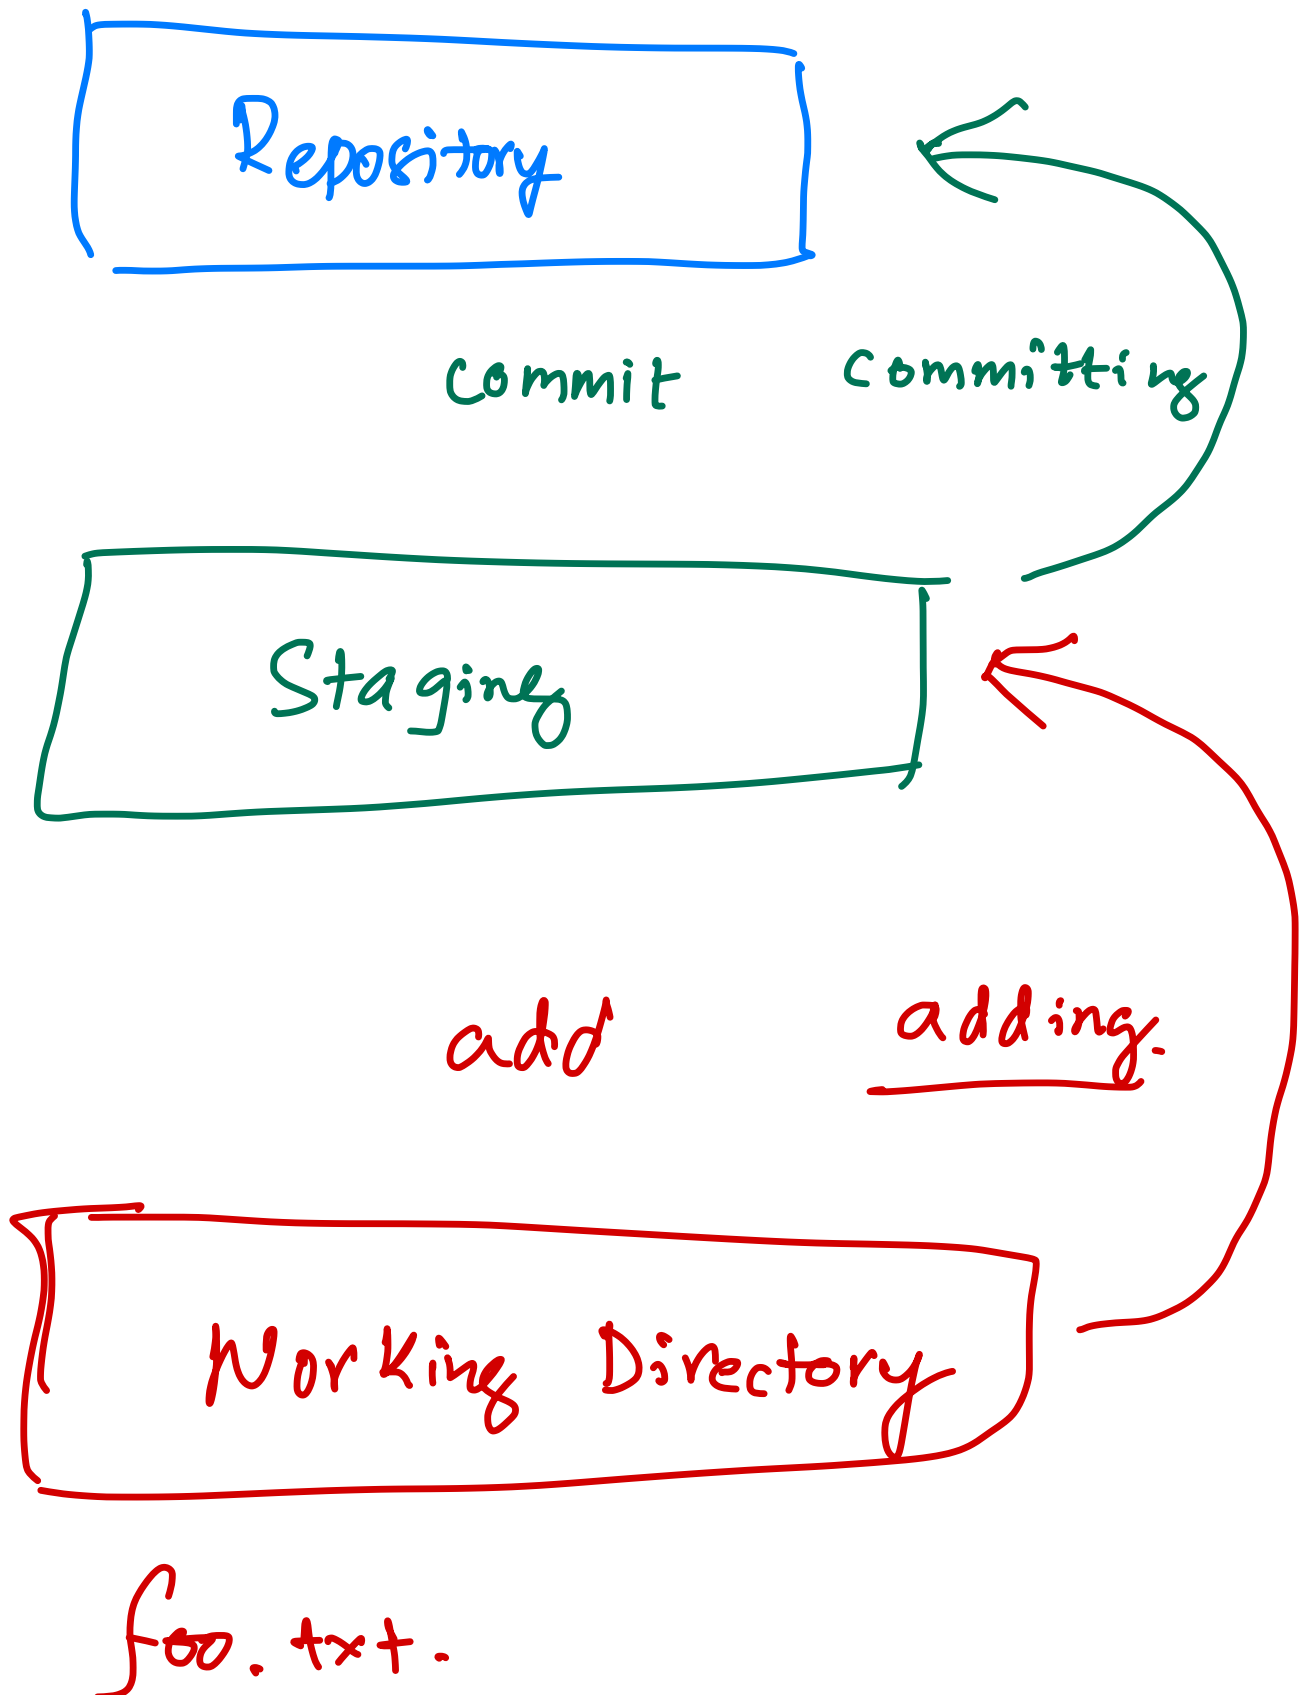 Repository
commit committing
Staging
add adding.
Working Directory
foo.txt.